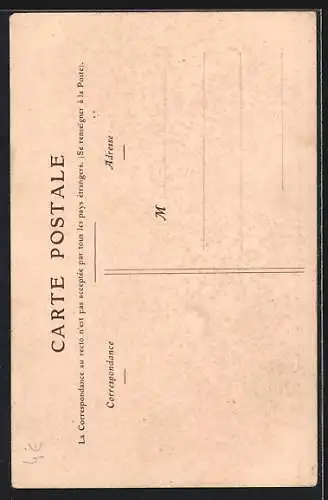 CARTE POSTALE
La Correspondance au recto n'est pas acceptée par tous les pays étrangers. (Se renseigner à la Poste).
Correspondance
Adresse
M
4€